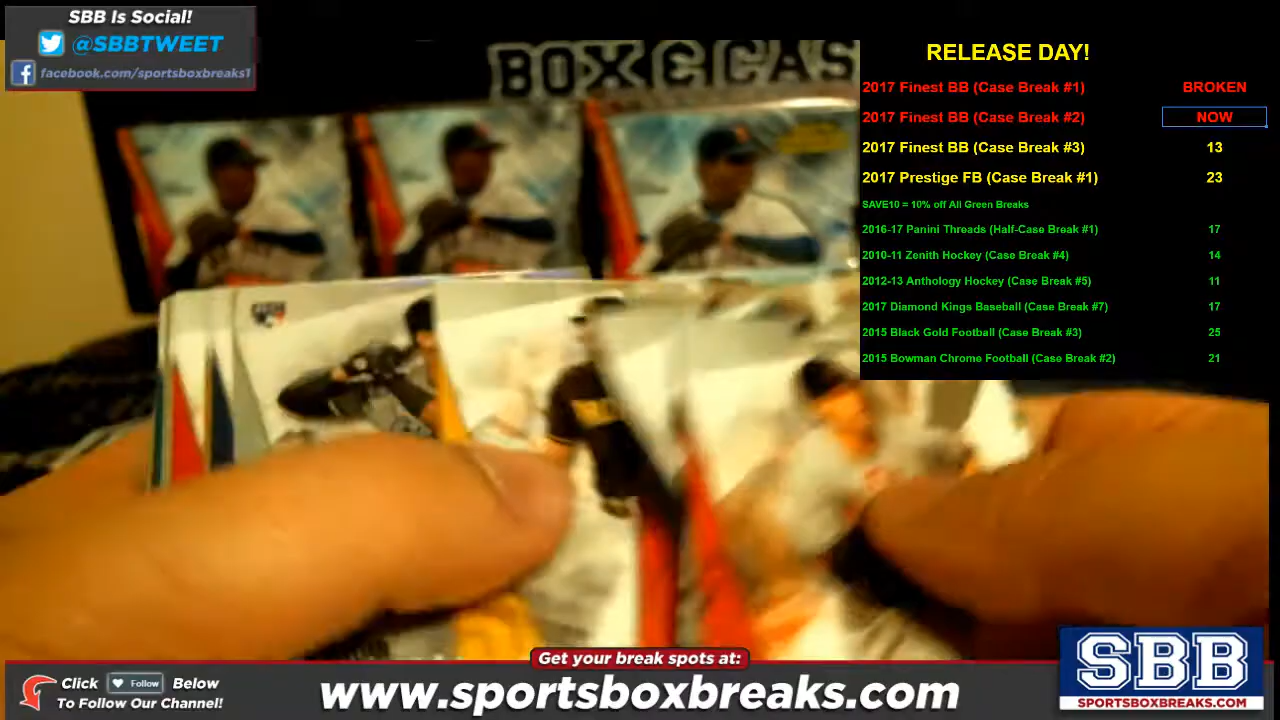 SBB Is Social!
@SBBTWEET
facebook.com/sportsboxbreaks1
BOX & CAS
RELEASE DAY!
2017 Finest BB (Case Break #1) BROKEN
2017 Finest BB (Case Break #2) NOW
2017 Finest BB (Case Break #3) 13
2017 Prestige FB (Case Break #1) 23
SAVE10 = 10% off All Green Breaks
2016-17 Panini Threads (Half-Case Break #1) 17
2010-11 Zenith Hockey (Case Break #4) 14
2012-13 Anthology Hockey (Case Break #5) 11
2017 Diamond Kings Baseball (Case Break #7) 17
2015 Black Gold Football (Case Break #3) 25
2015 Bowman Chrome Football (Case Break #2) 21
Get your break spots at:
Click Follow Below
To Follow Our Channel!
www.sportsboxbreaks.com
SBB
SPORTSBOXBREAKS.COM